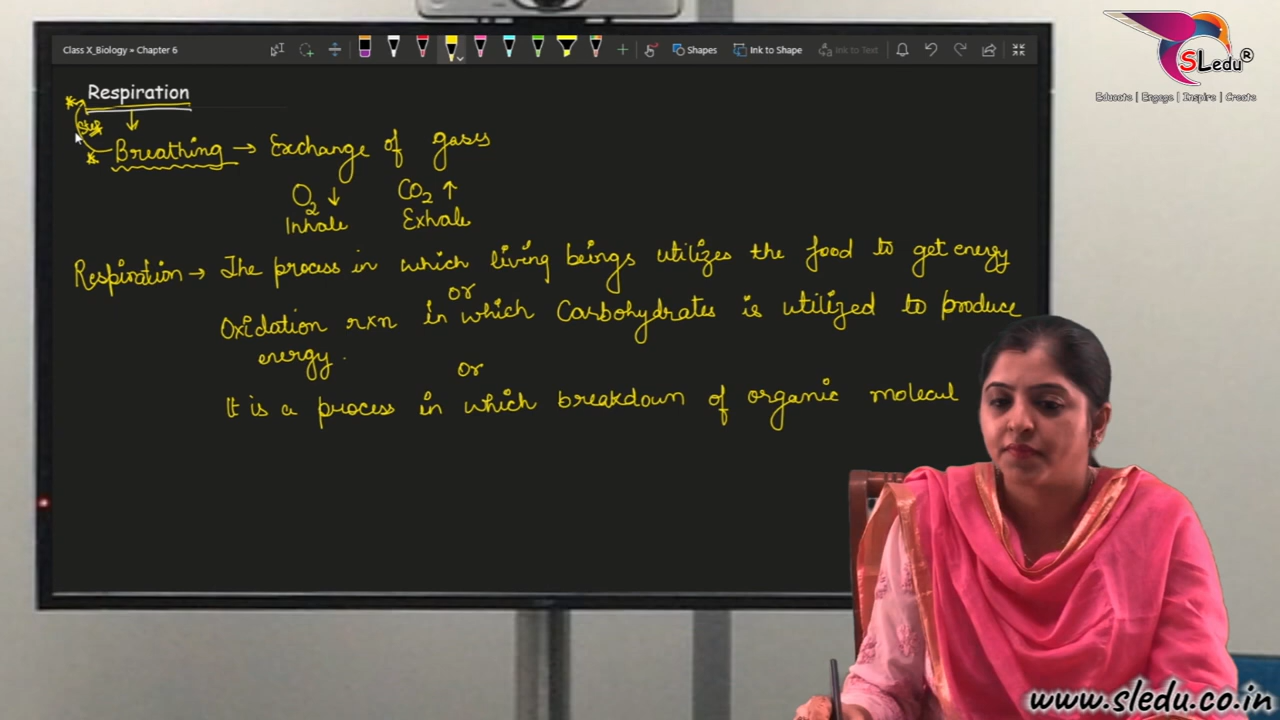 SLedu®
Educate | Engage | Inspire | Create
Class X_Biology » Chapter 6
Shapes
Ink to Shape
Ink to Text
Respiration
Step
Breathing → Exchange of gases
O₂ ↓ CO₂ ↑
Inhale Exhale
Respiration → The process in which living beings utilizes the food to get energy
or
Oxidation rxn in which Carbohydrates is utilized to produce
energy.
or
It is a process in which breakdown of organic molecul
www.sledu.co.in